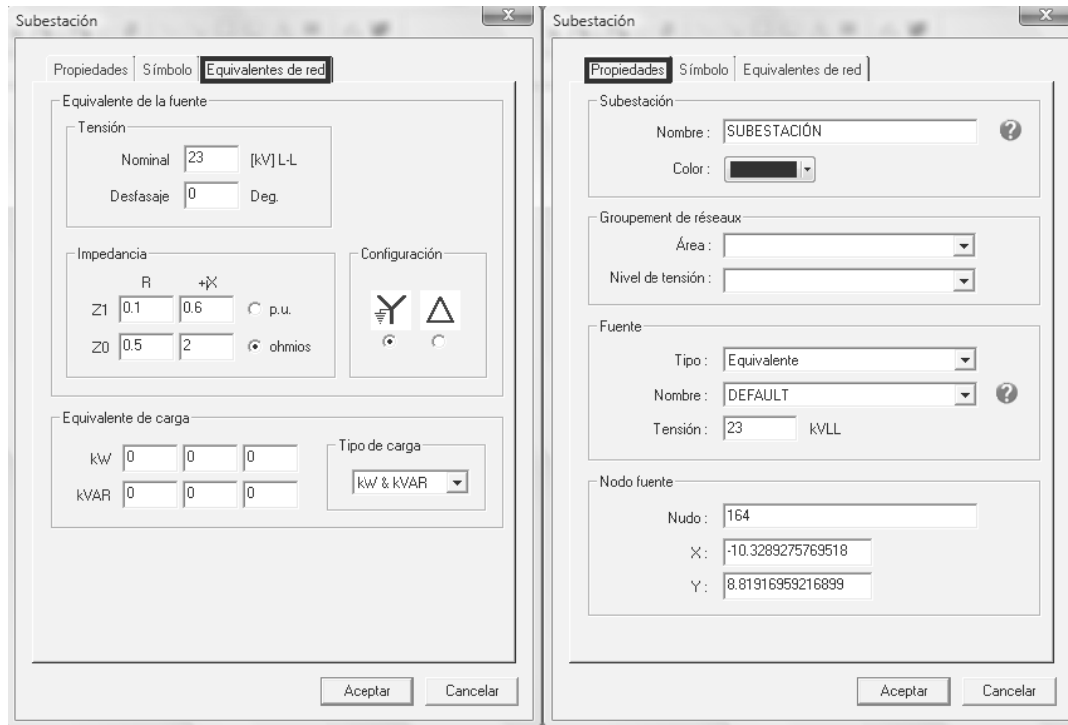 Subestación
Propiedades Símbolo Equivalentes de red
Equivalente de la fuente
Tensión
Nominal 23 [kV] L-L
Desfasaje 0 Deg.
Impedancia
R +jX
Z1 0.1 0.6 p.u.
Z0 0.5 2 ohmios
Configuración
Equivalente de carga
kW 0 0 0
kVAR 0 0 0
Tipo de carga
kW & kVAR
Aceptar Cancelar
Subestación
Propiedades Símbolo Equivalentes de red
Subestación
Nombre : SUBESTACIÓN ?
Color :
Groupement de réseaux
Área :
Nivel de tensión :
Fuente
Tipo : Equivalente
Nombre : DEFAULT ?
Tensión : 23 kVLL
Nodo fuente
Nudo : 164
X : -10.3289275769518
Y : 8.81916959216899
Aceptar Cancelar